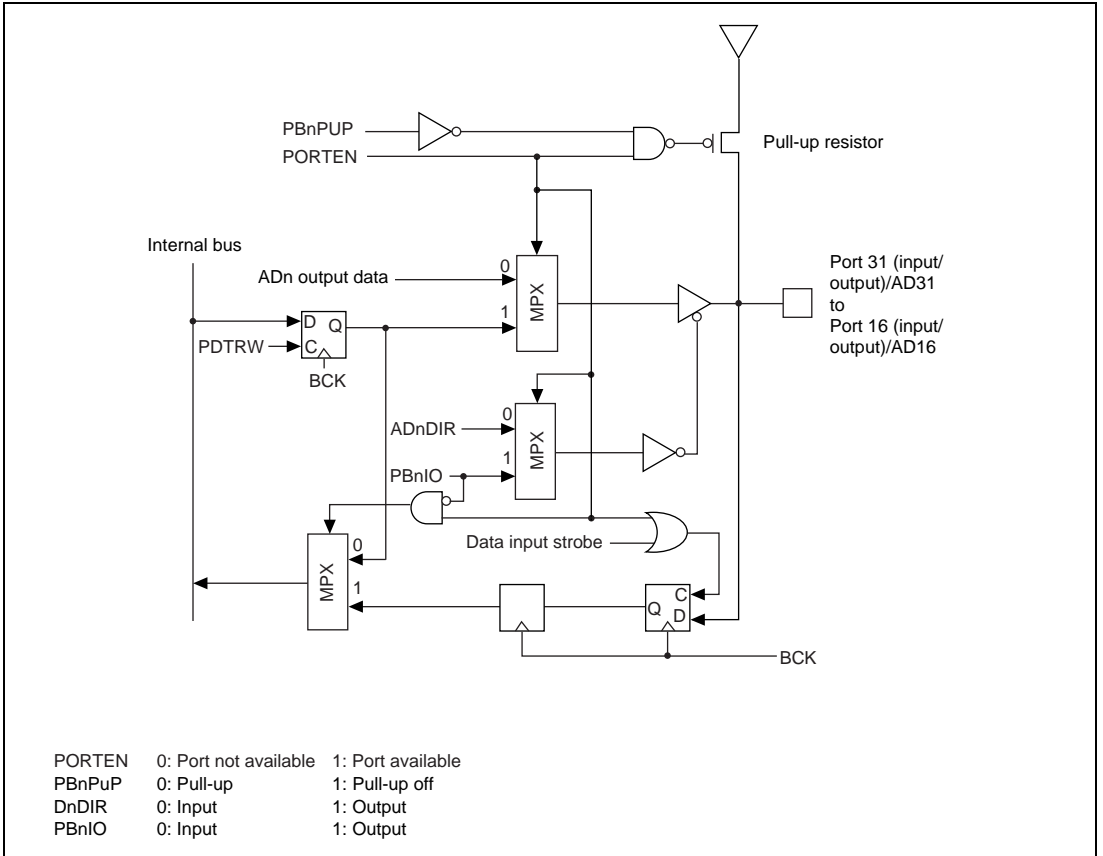 PBnPUP
PORTEN
Pull-up resistor
Internal bus
ADn output data
0
1
MPX
Port 31 (input/
output)/AD31
to
Port 16 (input/
output)/AD16
D Q
PDTRW
C
BCK
ADnDIR
0
1
MPX
PBnIO
Data input strobe
MPX
0
1
C
Q
D
BCK
PORTEN 0: Port not available 1: Port available
PBnPuP 0: Pull-up 1: Pull-up off
DnDIR 0: Input 1: Output
PBnIO 0: Input 1: Output